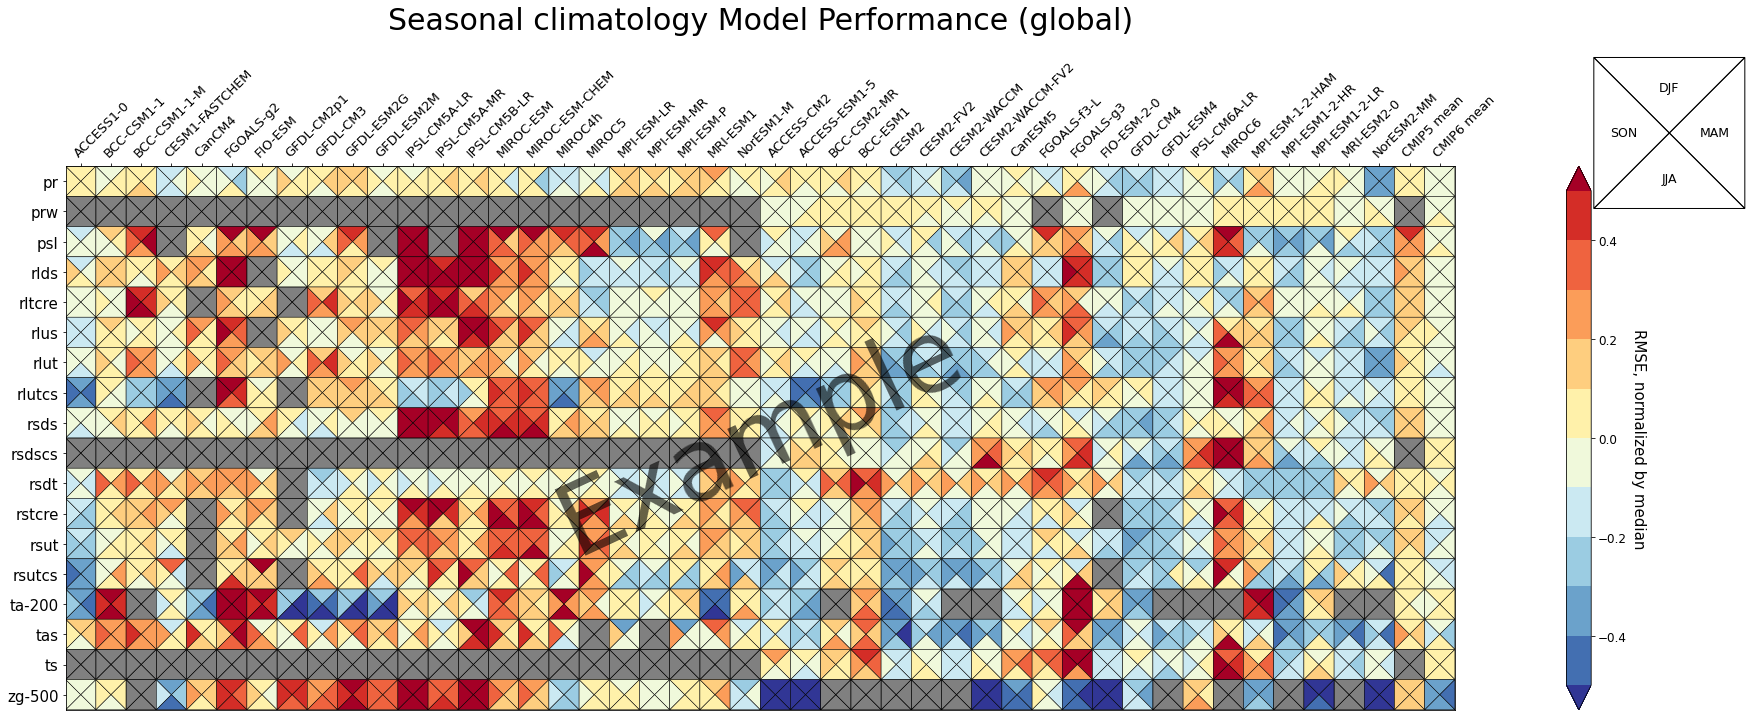 Seasonal climatology Model Performance (global)
ACCESS1-0
BCC-CSM1-1
BCC-CSM1-1-M
CESM1-FASTCHEM
CanCM4
FGOALS-g2
FIO-ESM
GFDL-CM2p1
GFDL-CM3
GFDL-ESM2G
GFDL-ESM2M
IPSL-CM5A-LR
IPSL-CM5A-MR
IPSL-CM5B-LR
MIROC-ESM
MIROC-ESM-CHEM
MIROC4h
MIROC5
MPI-ESM-LR
MPI-ESM-MR
MPI-ESM-P
MRI-ESM1
NorESM1-M
ACCESS-CM2
ACCESS-ESM1-5
BCC-CSM2-MR
BCC-ESM1
CESM2
CESM2-FV2
CESM2-WACCM
CESM2-WACCM-FV2
CanESM5
FGOALS-f3-L
FGOALS-g3
FIO-ESM-2-0
GFDL-CM4
GFDL-ESM4
IPSL-CM6A-LR
MIROC6
MPI-ESM-1-2-HAM
MPI-ESM1-2-HR
MPI-ESM1-2-LR
MRI-ESM2-0
NorESM2-MM
CMIP5 mean
CMIP6 mean
DJF
SON
MAM
JJA
pr
prw
psl
rlds
rltcre
rlus
rlut
rlutcs
rsds
rsdscs
rsdt
rstcre
rsut
rsutcs
ta-200
tas
ts
zg-500
Example
0.4
0.2
0.0
−0.2
−0.4
RMSE, normalized by median